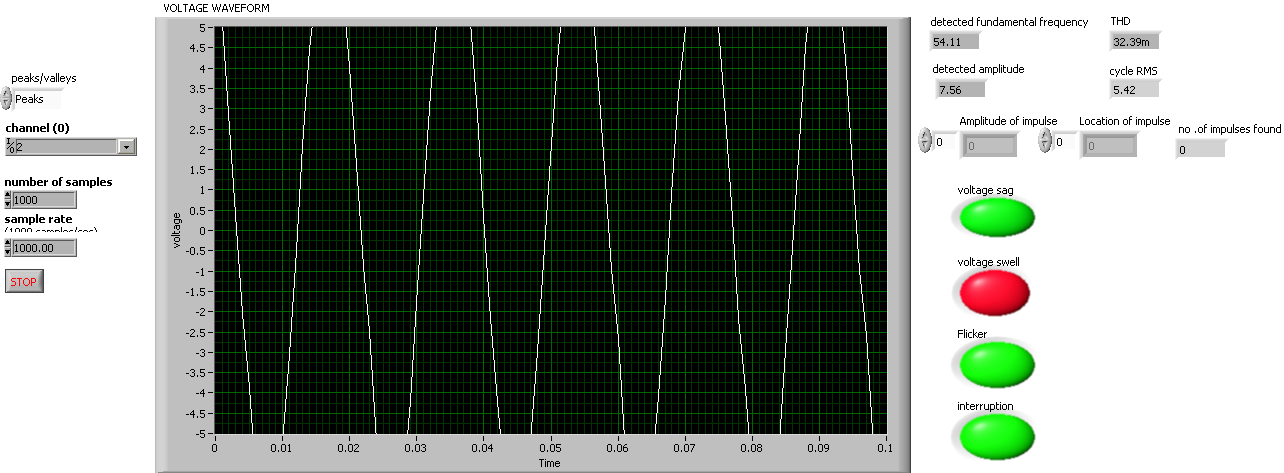 VOLTAGE WAVEFORM
peaks/valleys
Peaks
channel (0)
I/0 2
number of samples
1000
sample rate
(1000 samples/sec)
1000.00
STOP
voltage
5
4.5
4
3.5
3
2.5
2
1.5
1
0.5
0
-0.5
-1
-1.5
-2
-2.5
-3
-3.5
-4
-4.5
-5
0 0.01 0.02 0.03 0.04 0.05 0.06 0.07 0.08 0.09 0.1
Time
detected fundamental frequency THD
54.11 32.39m
detected amplitude cycle RMS
7.56 5.42
Amplitude of impulse Location of impulse no .of impulses found
0 0 0 0 0
voltage sag
voltage swell
Flicker
interruption